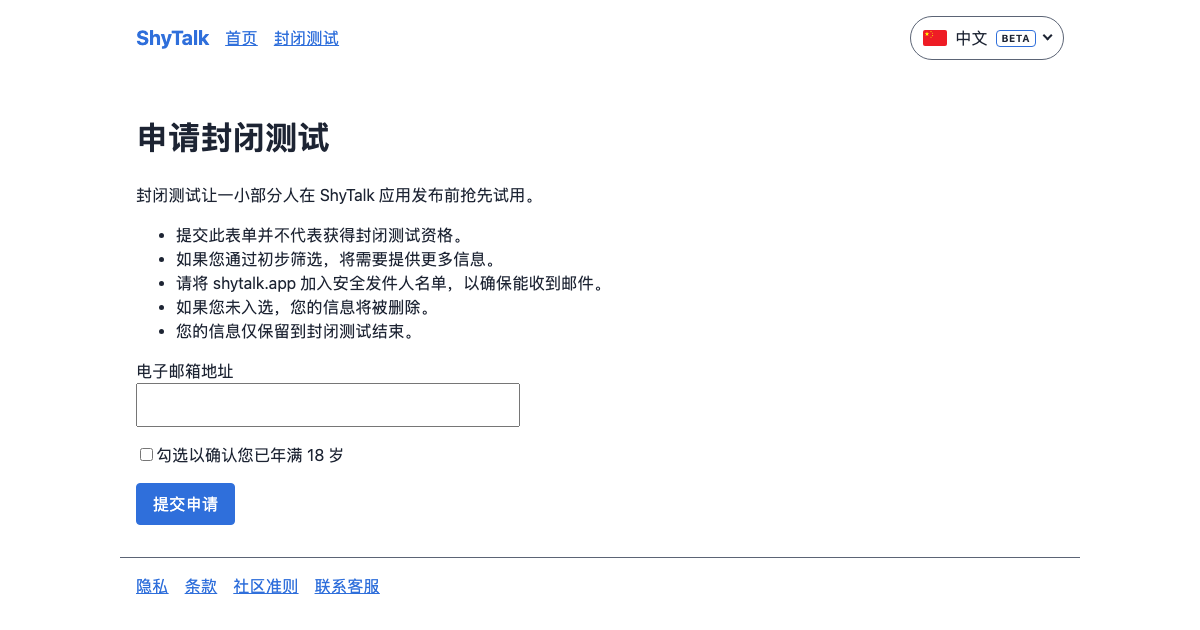 ShyTalk 首页 封闭测试 中文 BETA
申请封闭测试
封闭测试让一小部分人在 ShyTalk 应用发布前抢先试用。
提交此表单并不代表获得封闭测试资格。
如果您通过初步筛选，将需要提供更多信息。
请将 shytalk.app 加入安全发件人名单，以确保能收到邮件。
如果您未入选，您的信息将被删除。
您的信息仅保留到封闭测试结束。
电子邮箱地址
勾选以确认您已年满 18 岁
提交申请
隐私 条款 社区准则 联系客服